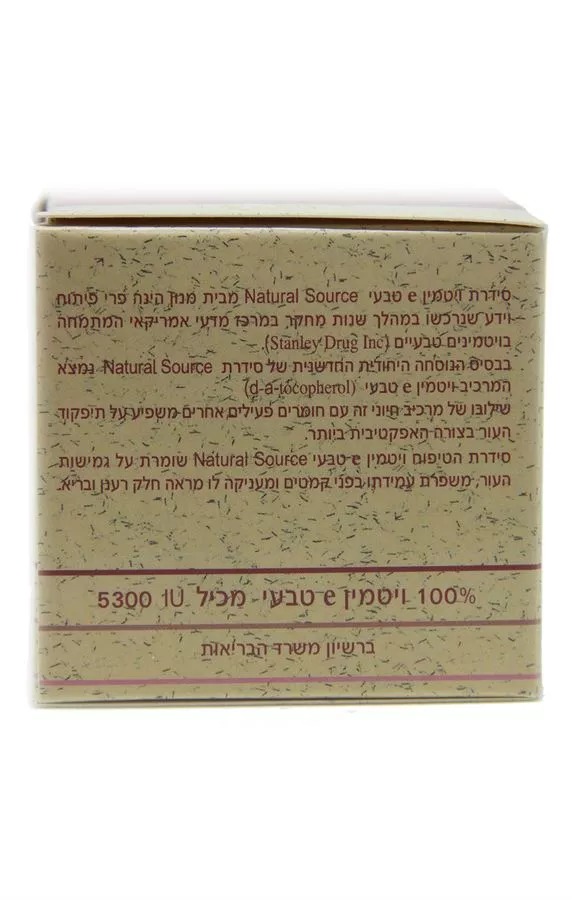 סידרת ויטמין e טבעי Natural Source מבית מנון הינה פרי פיתוח
וידע שנרכשו במהלך שנות מחקר במרכז מדעי אמריקאי המתמחה
בויטמינים טבעיים (Stanley Drug Inc).
בבסיס הנוסחה היחודית החדשנית של סידרת Natural Source נמצא
המרכיב ויטמין e טבעי (d-a-tocopherol)
שילובו של מרכיב חיוני זה עם חומרים פעילים אחרים משפיע על תיפקוד
העור בצורה האפקטיבית ביותר.
סידרת הטיפוח ויטמין e טבעי Natural Source שומרת על גמישות
העור, משפרת עמידתו בפני קמטים ומעניקה לו מראה חלק רענן ובריא.
100% ויטמין e טבעי מכיל 5300 IU
ברשיון משרד הבריאות